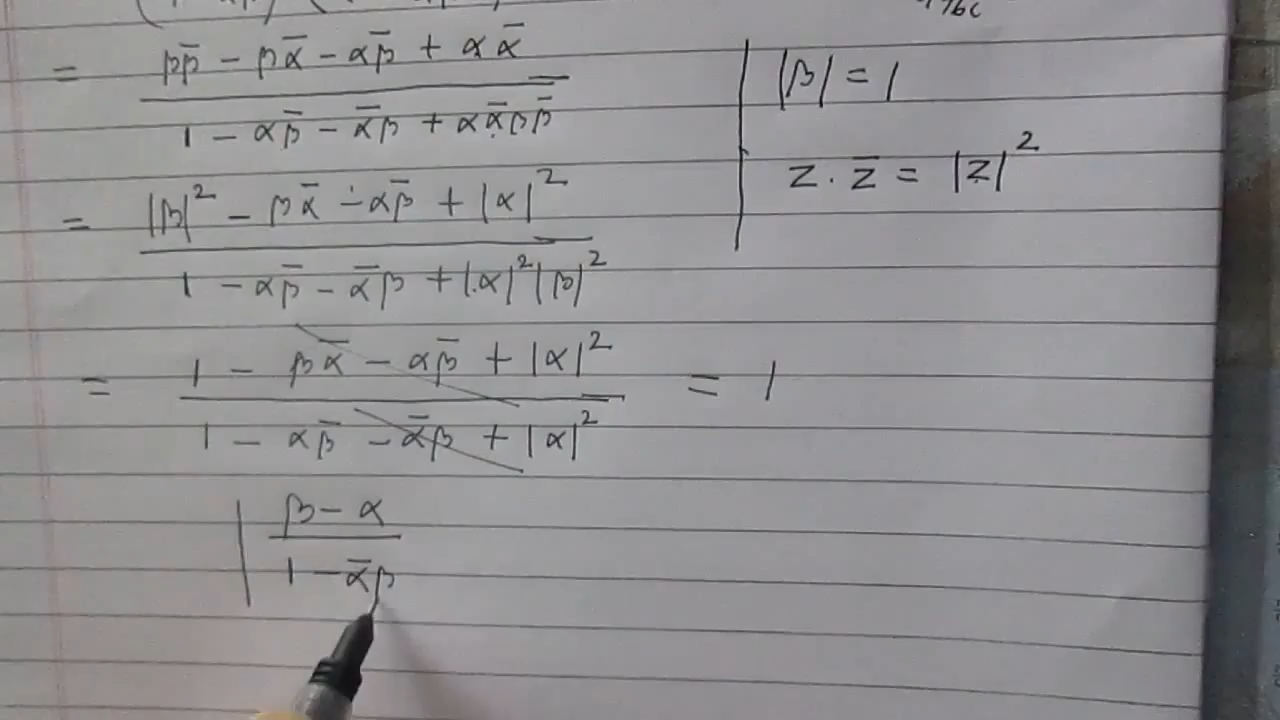 = ββ̄ - βᾱ - αβ̄ + αᾱ / 1 - αβ̄ - ᾱβ + αᾱββ̄
|β| = 1
z . z̄ = |z|²
= |β|² - βᾱ - αβ̄ + |α|² / 1 - αβ̄ - ᾱβ + |α|²|β|²
= 1 - βᾱ - αβ̄ + |α|² / 1 - αβ̄ - ᾱβ + |α|² = 1
| β - α / 1 - ᾱβ